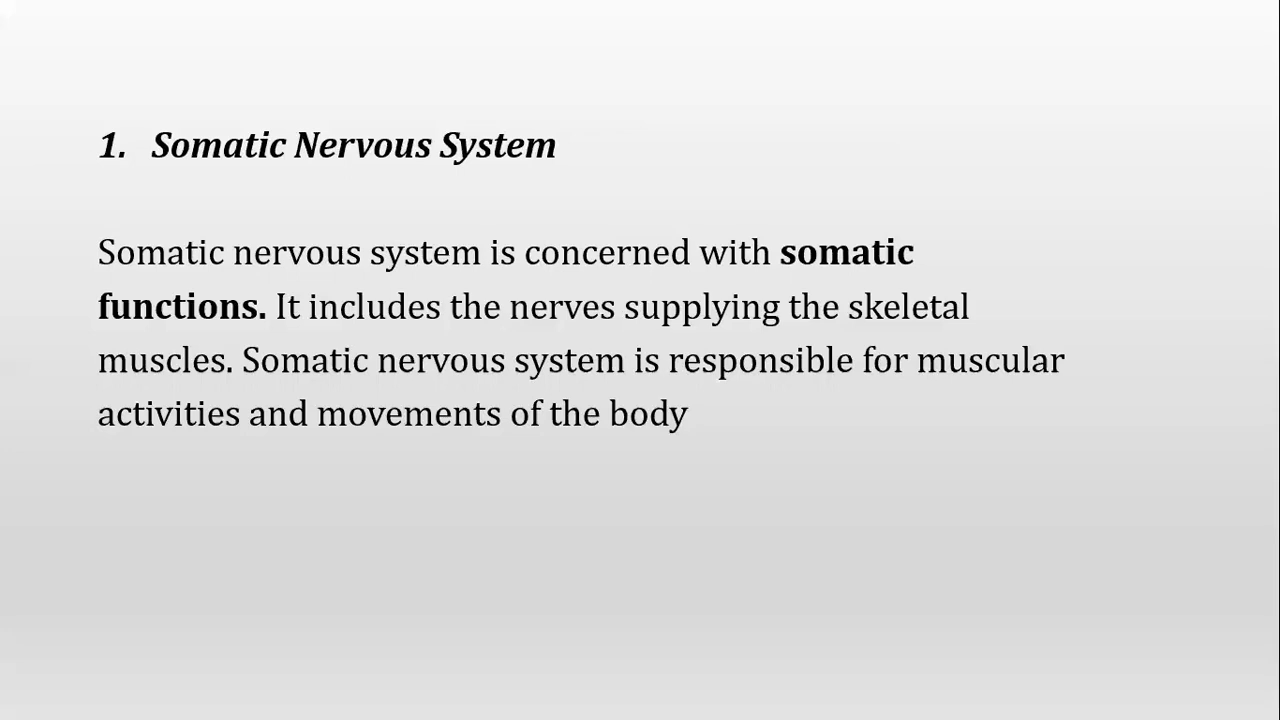 1. Somatic Nervous System
Somatic nervous system is concerned with somatic
functions. It includes the nerves supplying the skeletal
muscles. Somatic nervous system is responsible for muscular
activities and movements of the body